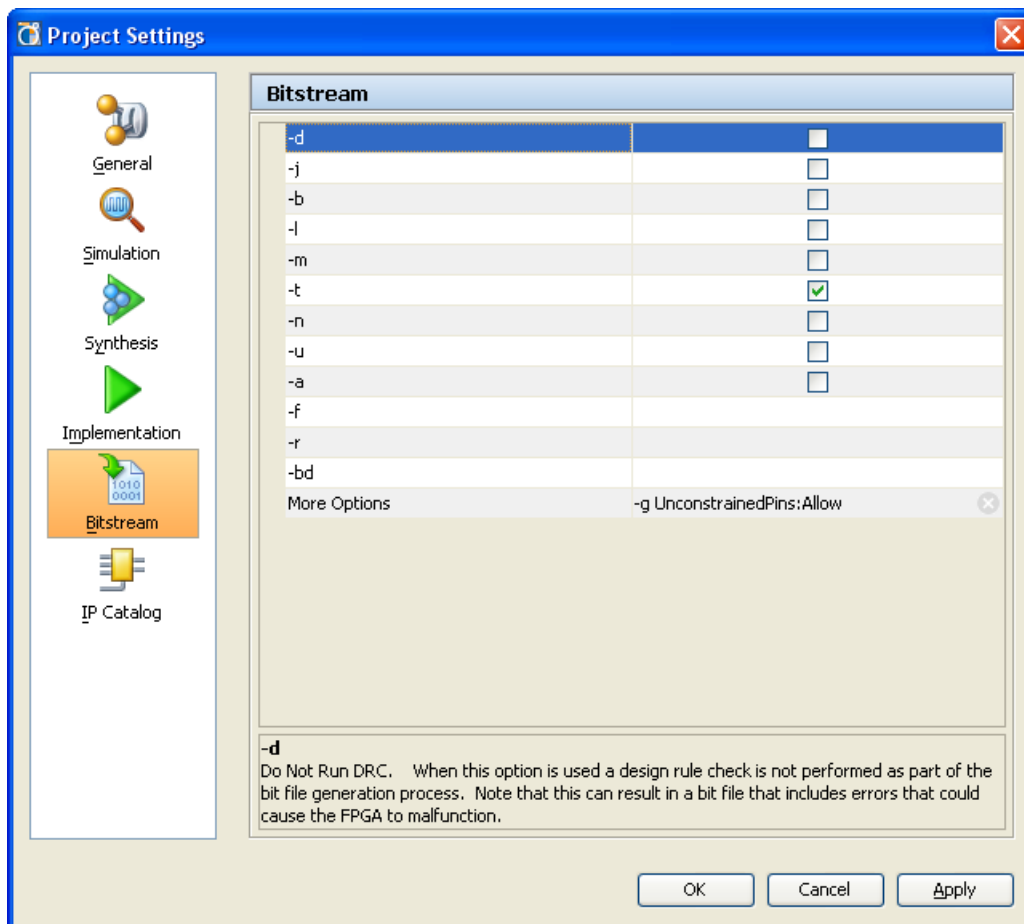 Project Settings
General
Simulation
Synthesis
Implementation
1010
0001
Bitstream
IP Catalog
Bitstream
-d
-j
-b
-l
-m
-t
-n
-u
-a
-f
-r
-bd
More Options -g UnconstrainedPins:Allow
-d
Do Not Run DRC. When this option is used a design rule check is not performed as part of the
bit file generation process. Note that this can result in a bit file that includes errors that could
cause the FPGA to malfunction.
OK Cancel Apply